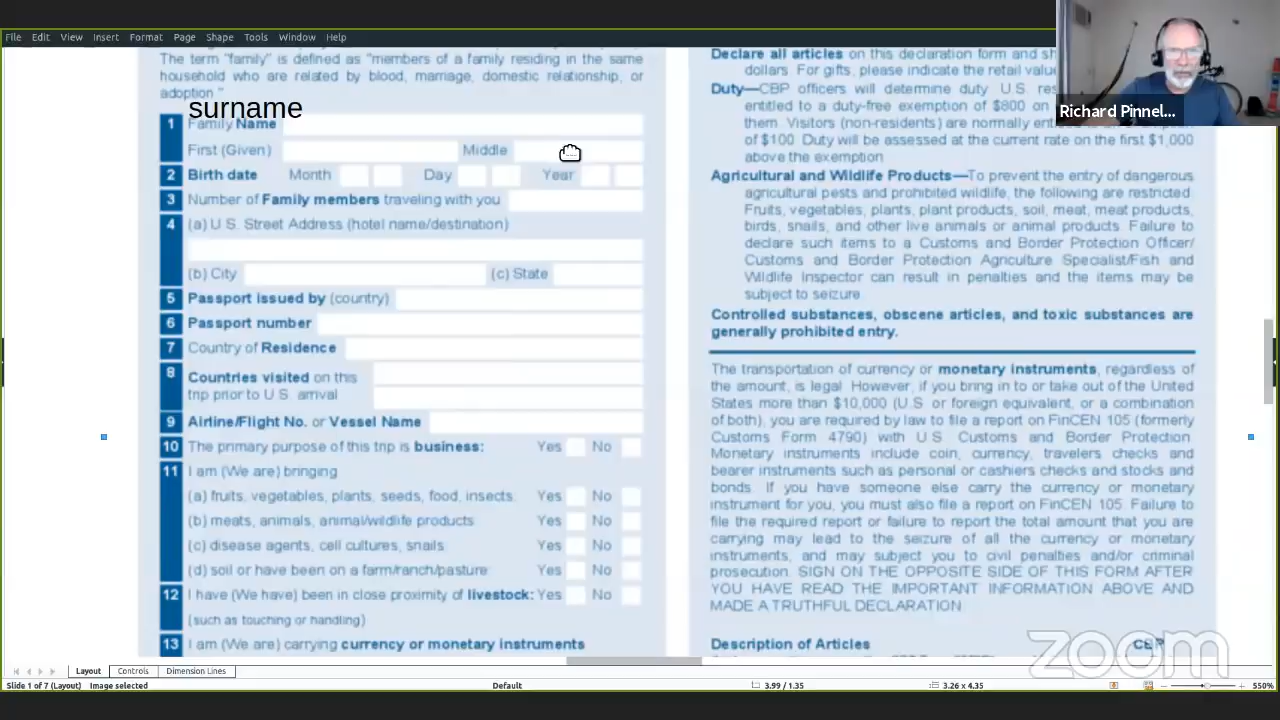 File Edit View Insert Format Page Shape Tools Window Help
The term "family" is defined as "members of a family residing in the same
household who are related by blood, marriage, domestic relationship, or
adoption."
surname
1 Family Name
First (Given) Middle
2 Birth date Month Day Year
3 Number of Family members traveling with you
4 (a) U.S. Street Address (hotel name/destination)
(b) City (c) State
5 Passport issued by (country)
6 Passport number
7 Country of Residence
8 Countries visited on this
trip prior to U.S. arrival
9 Airline/Flight No. or Vessel Name
10 The primary purpose of this trip is business: Yes No
11 I am (We are) bringing
(a) fruits, vegetables, plants, seeds, food, insects: Yes No
(b) meats, animals, animal/wildlife products: Yes No
(c) disease agents, cell cultures, snails: Yes No
(d) soil or have been on a farm/ranch/pasture: Yes No
12 I have (We have) been in close proximity of livestock: Yes No
(such as touching or handling)
13 I am (We are) carrying currency or monetary instruments
Declare all articles on this declaration form and
dollars. For gifts, please indicate the retail
Duty—CBP officers will determine duty. U.S.
entitled to a duty-free exemption of $800 on
them. Visitors (non-residents) are normally
of $100. Duty will be assessed at the current rate on the first $1,000
above the exemption.
Agricultural and Wildlife Products—To prevent the entry of dangerous
agricultural pests and prohibited wildlife, the following are restricted:
Fruits, vegetables, plants, plant products, soil, meat, meat products,
birds, snails, and other live animals or animal products. Failure to
declare such items to a Customs and Border Protection Officer/
Customs and Border Protection Agriculture Specialist/Fish and
Wildlife Inspector can result in penalties and the items may be
subject to seizure.
Controlled substances, obscene articles, and toxic substances are
generally prohibited entry.
The transportation of currency or monetary instruments, regardless of
the amount, is legal. However, if you bring in to or take out of the United
States more than $10,000 (U.S. or foreign equivalent, or a combination
of both), you are required by law to file a report on FinCEN 105 (formerly
Customs Form 4790) with U.S. Customs and Border Protection.
Monetary instruments include coin, currency, travelers checks and
bearer instruments such as personal or cashiers checks and stocks and
bonds. If you have someone else carry the currency or monetary
instrument for you, you must also file a report on FinCEN 105. Failure to
file the required report or failure to report the total amount that you are
carrying may lead to the seizure of all the currency or monetary
instruments, and may subject you to civil penalties and/or criminal
prosecution. SIGN ON THE OPPOSITE SIDE OF THIS FORM AFTER
YOU HAVE READ THE IMPORTANT INFORMATION ABOVE AND
MADE A TRUTHFUL DECLARATION.
Description of Articles
Richard Pinnel...
zoom
Layout Controls Dimension Lines
Slide 1 of 7 (Layout) Image selected Default 3.99 / 1.35 3.26 x 4.35 550%